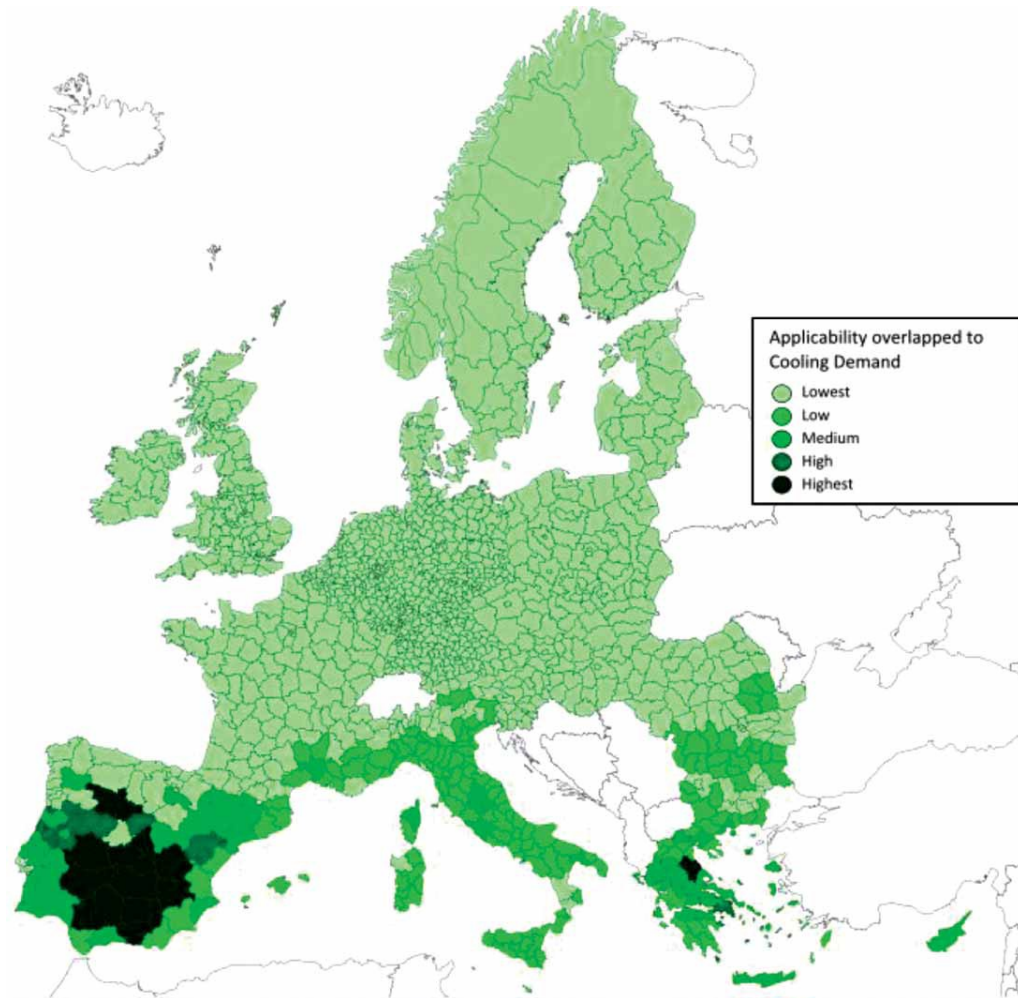 Applicability overlapped to
Cooling Demand
Lowest
Low
Medium
High
Highest